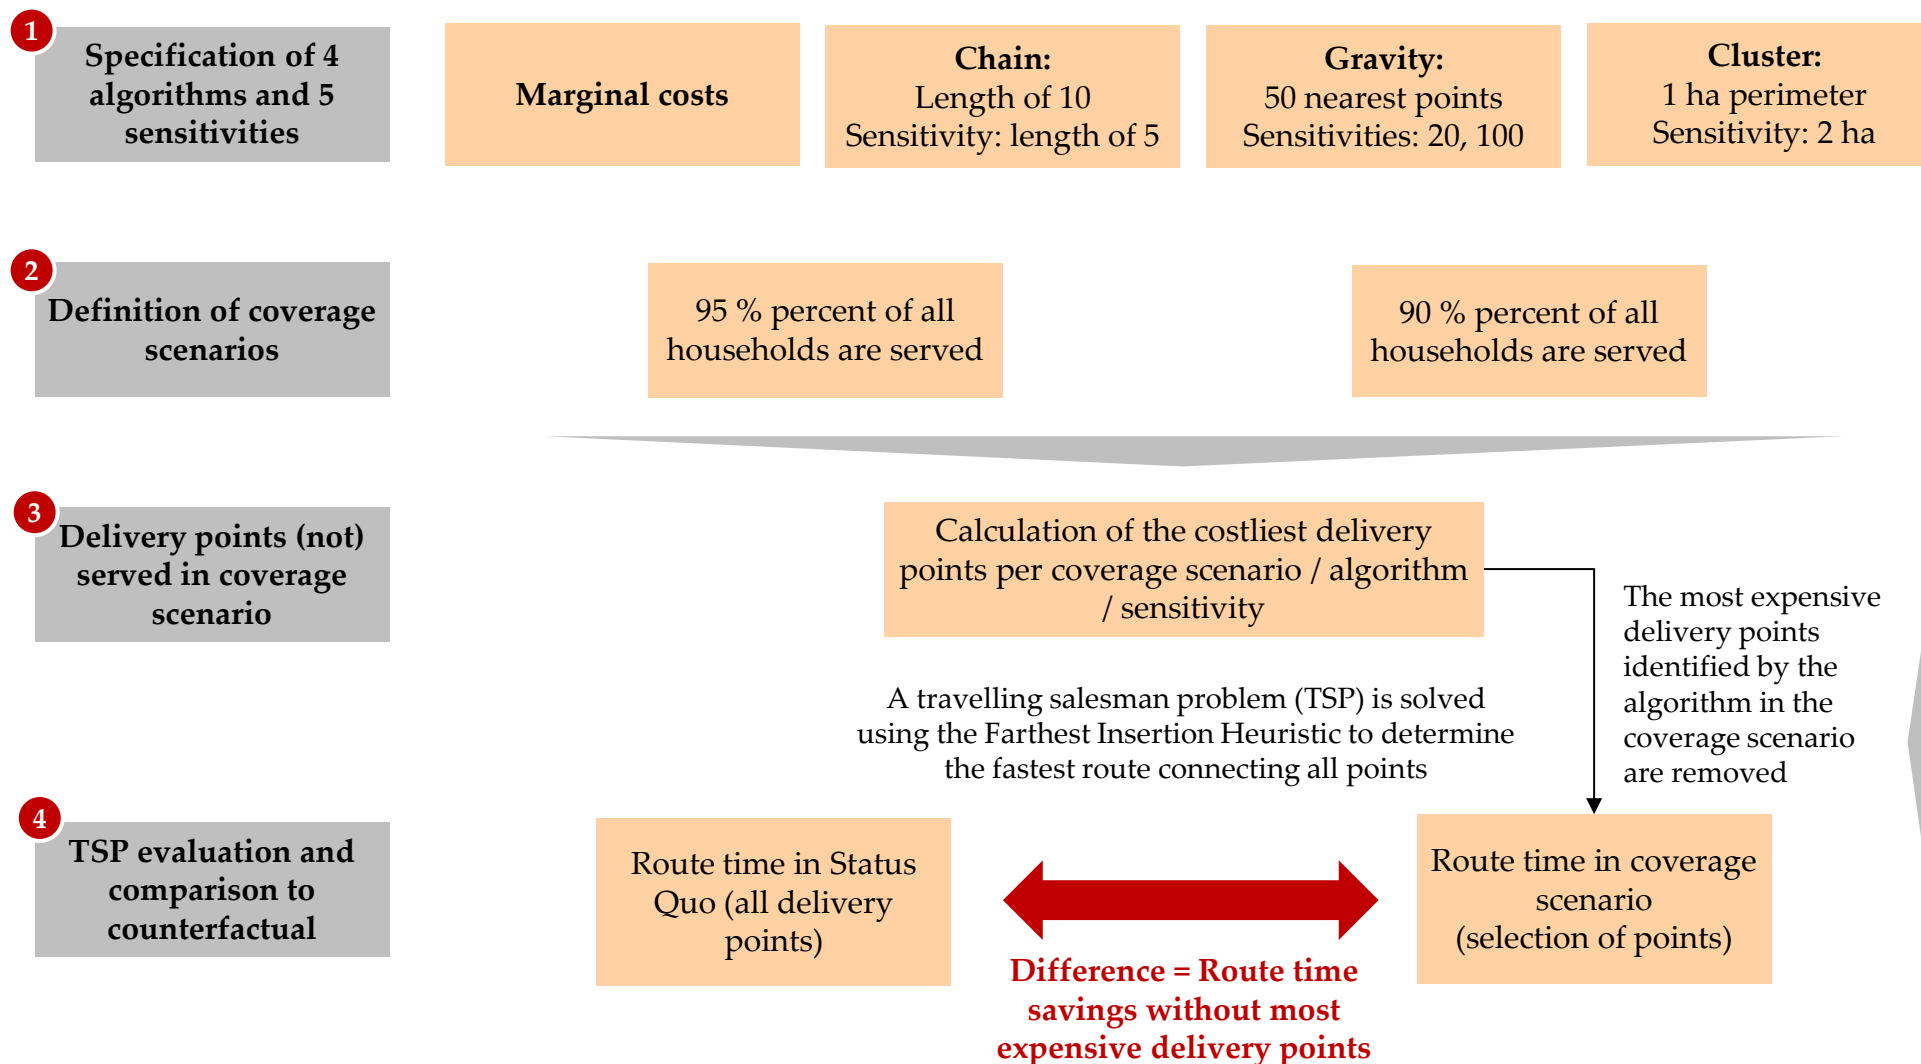 1
Specification of 4
algorithms and 5
sensitivities
Marginal costs
Chain:
Length of 10
Sensitivity: length of 5
Gravity:
50 nearest points
Sensitivities: 20, 100
Cluster:
1 ha perimeter
Sensitivity: 2 ha
2
Definition of coverage
scenarios
95 % percent of all
households are served
90 % percent of all
households are served
3
Delivery points (not)
served in coverage
scenario
Calculation of the costliest delivery
points per coverage scenario / algorithm
/ sensitivity
The most expensive
delivery points
identified by the
algorithm in the
coverage scenario
are removed
A travelling salesman problem (TSP) is solved
using the Farthest Insertion Heuristic to determine
the fastest route connecting all points
4
TSP evaluation and
comparison to
counterfactual
Route time in Status
Quo (all delivery
points)
Difference = Route time
savings without most
expensive delivery points
Route time in coverage
scenario
(selection of points)